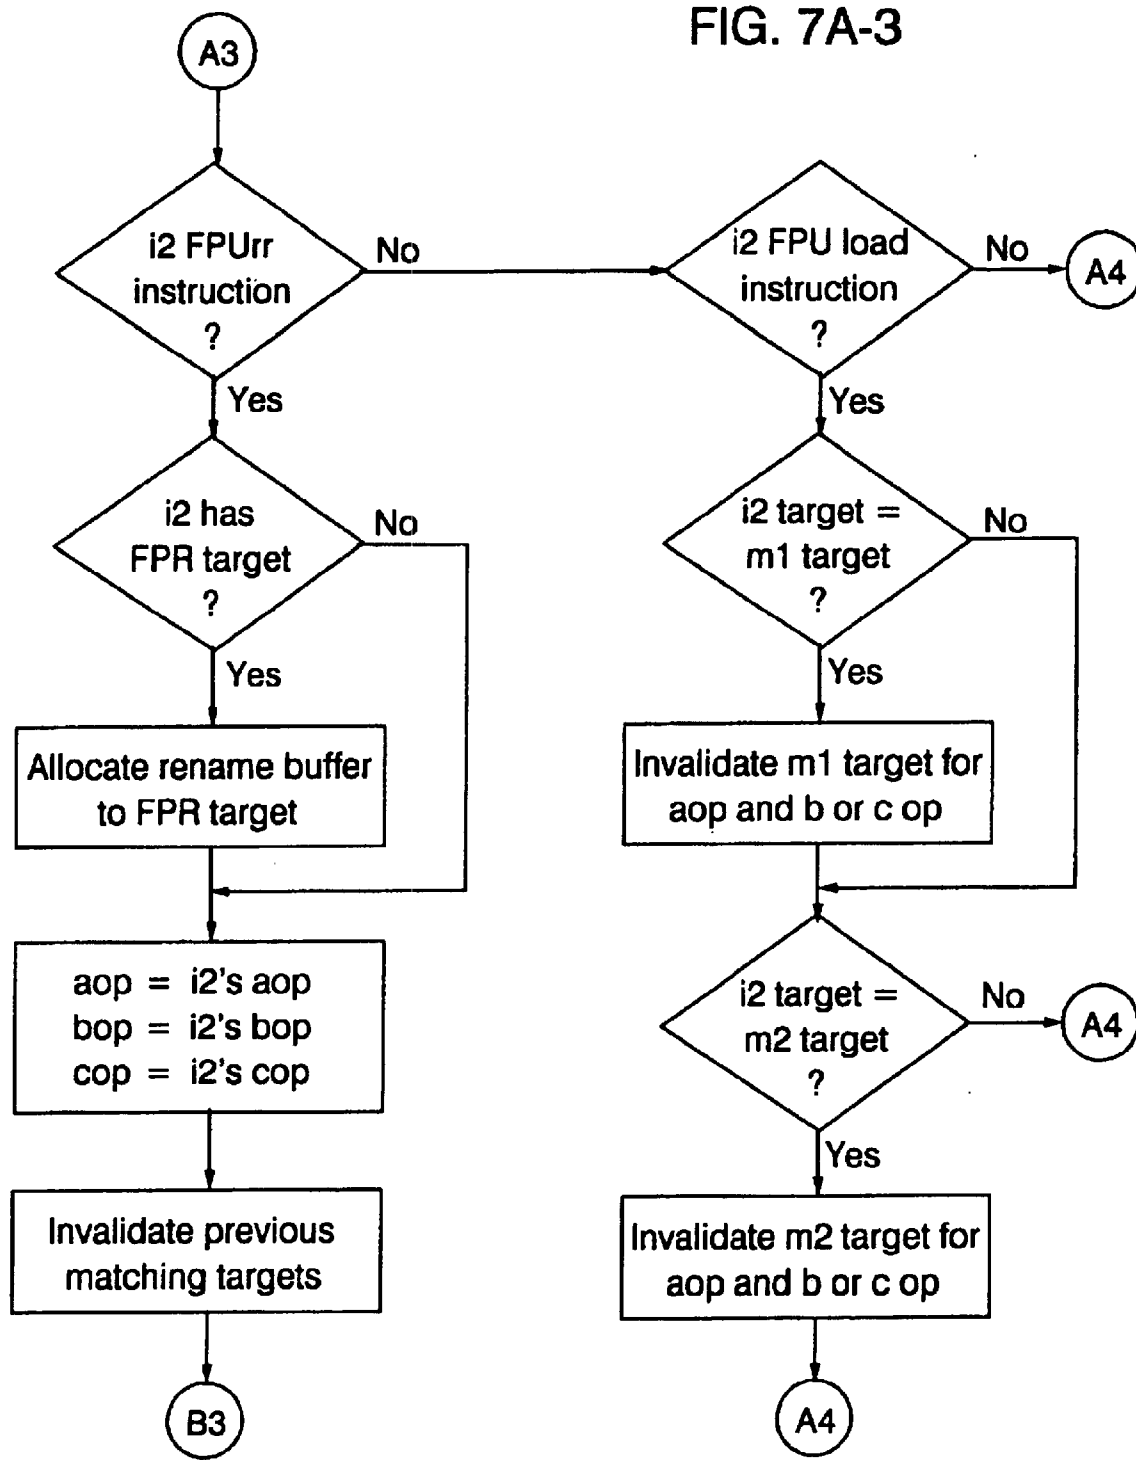 FIG. 7A-3
A3
i2 FPUrr
instruction
?
No
Yes
i2 FPU load
instruction
?
No
A4
Yes
i2 has
FPR target
?
No
Yes
i2 target =
m1 target
?
No
Yes
Allocate rename buffer
to FPR target
Invalidate m1 target for
aop and b or c op
aop = i2's aop
bop = i2's bop
cop = i2's cop
i2 target =
m2 target
?
No
A4
Yes
Invalidate previous
matching targets
Invalidate m2 target for
aop and b or c op
B3
A4